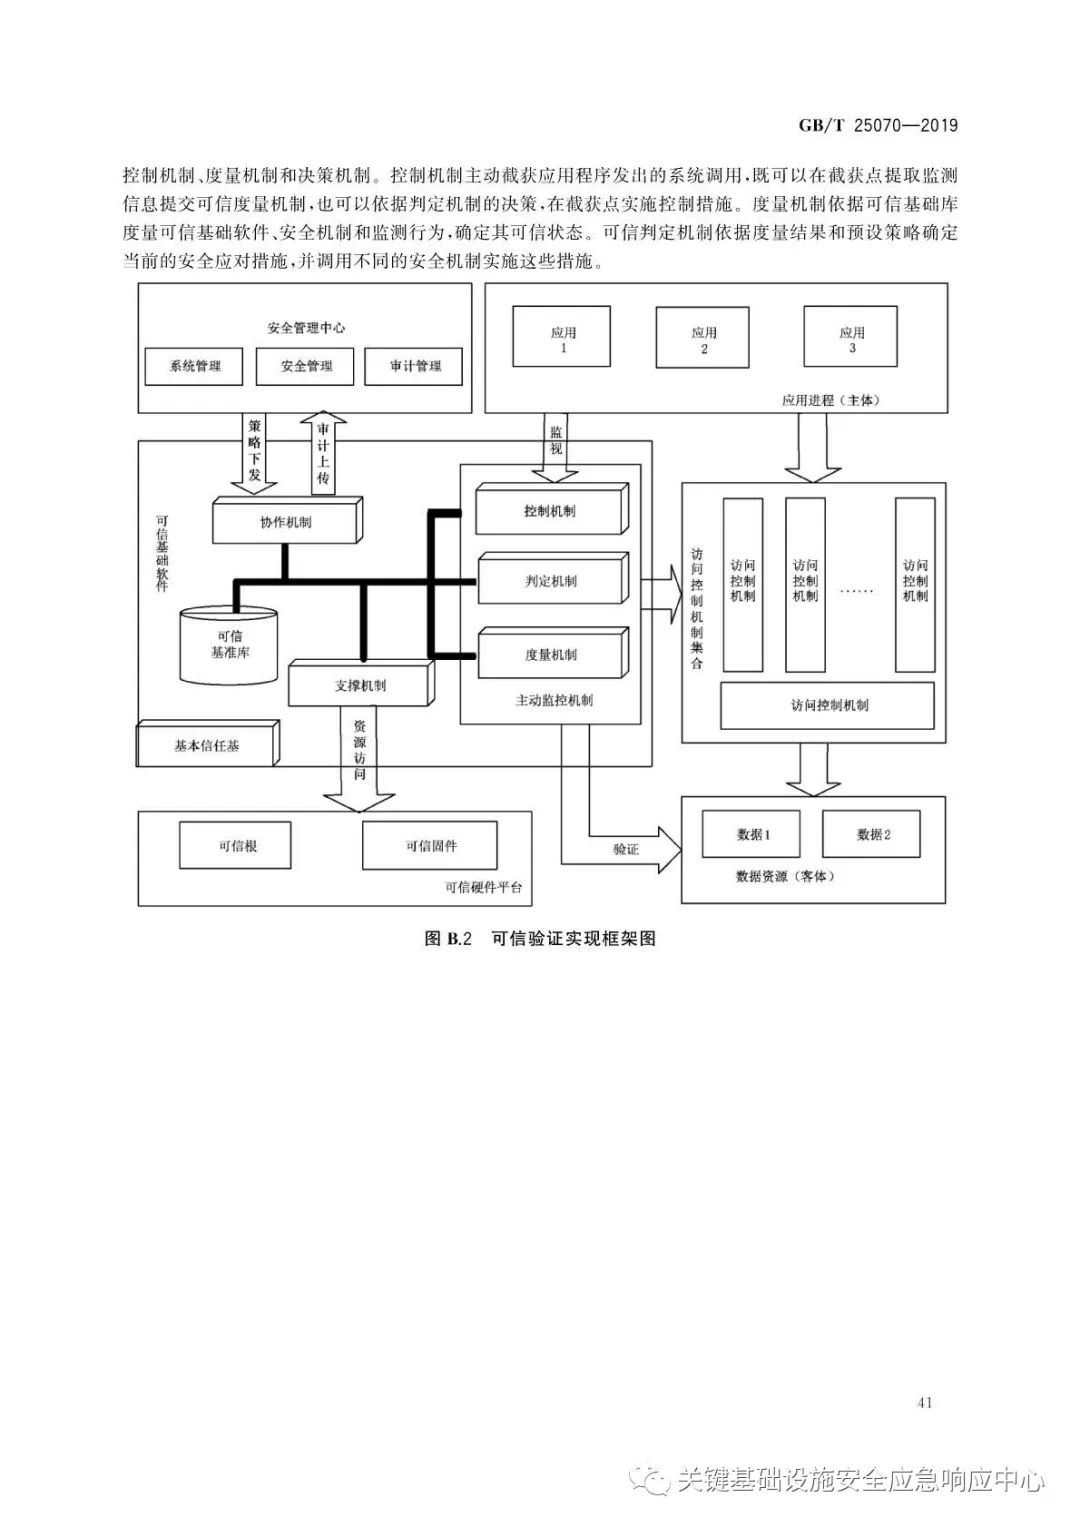 GB/T 25070—2019
控制机制、度量机制和决策机制。控制机制主动截获应用程序发出的系统调用,既可以在截获点提取监测
信息提交可信度量机制,也可以依据判定机制的决策,在截获点实施控制措施。度量机制依据可信基础库
度量可信基础软件、安全机制和监测行为,确定其可信状态。可信判定机制依据度量结果和预设策略确定
当前的安全应对措施,并调用不同的安全机制实施这些措施。
安全管理中心
系统管理
安全管理
审计管理
应用
1
应用
2
应用
3
应用进程(主体)
策略下发
审计上传
监视
可信基础软件
协作机制
可信
基准库
支撑机制
基本信任基
控制机制
判定机制
度量机制
主动监控机制
访问控制机制集合
访问
控制
机制
访问
控制
机制
……
访问
控制
机制
访问控制机制
资源访问
可信根
可信固件
可信硬件平台
验证
数据1
数据2
数据资源(客体)
图 B.2 可信验证实现框架图
41
关键基础设施安全应急响应中心